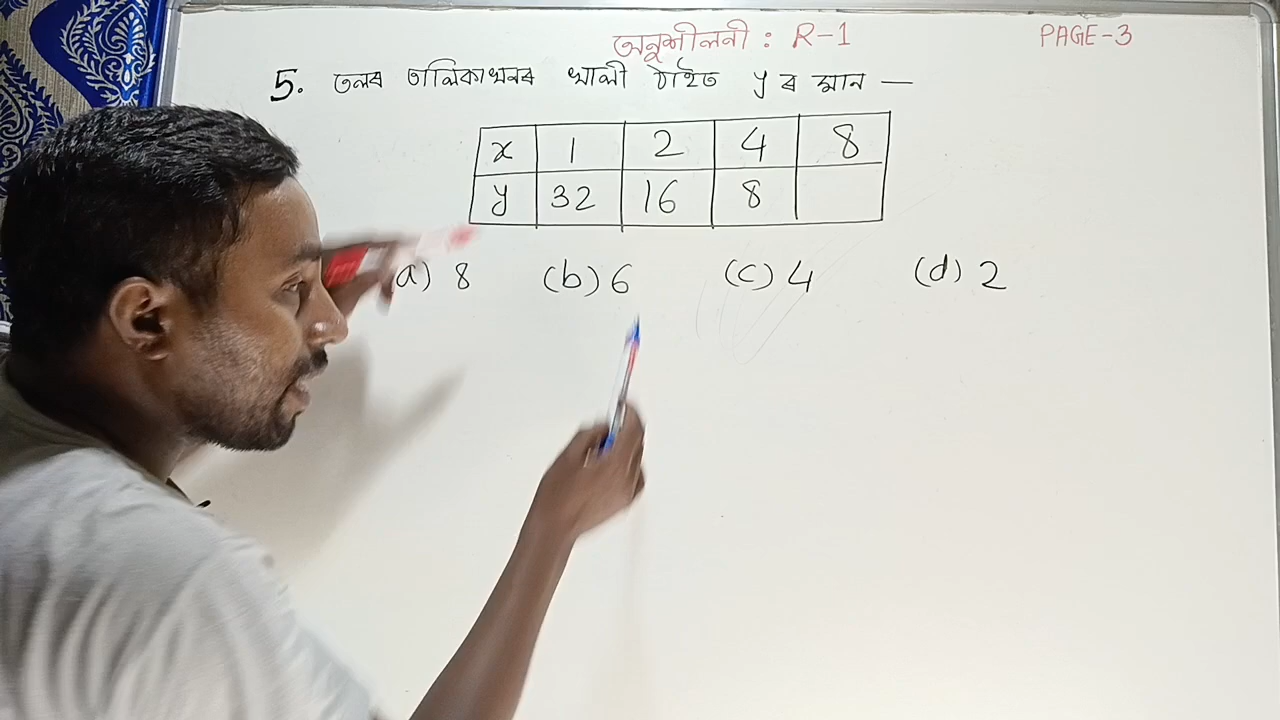 অনুশীলনী : R-1
PAGE-3
5. তলৰ তালিকাখনৰ খালী ঠাইত y ৰ মান —
x 1 2 4 8
y 32 16 8
a) 8 (b) 6 (c) 4 (d) 2